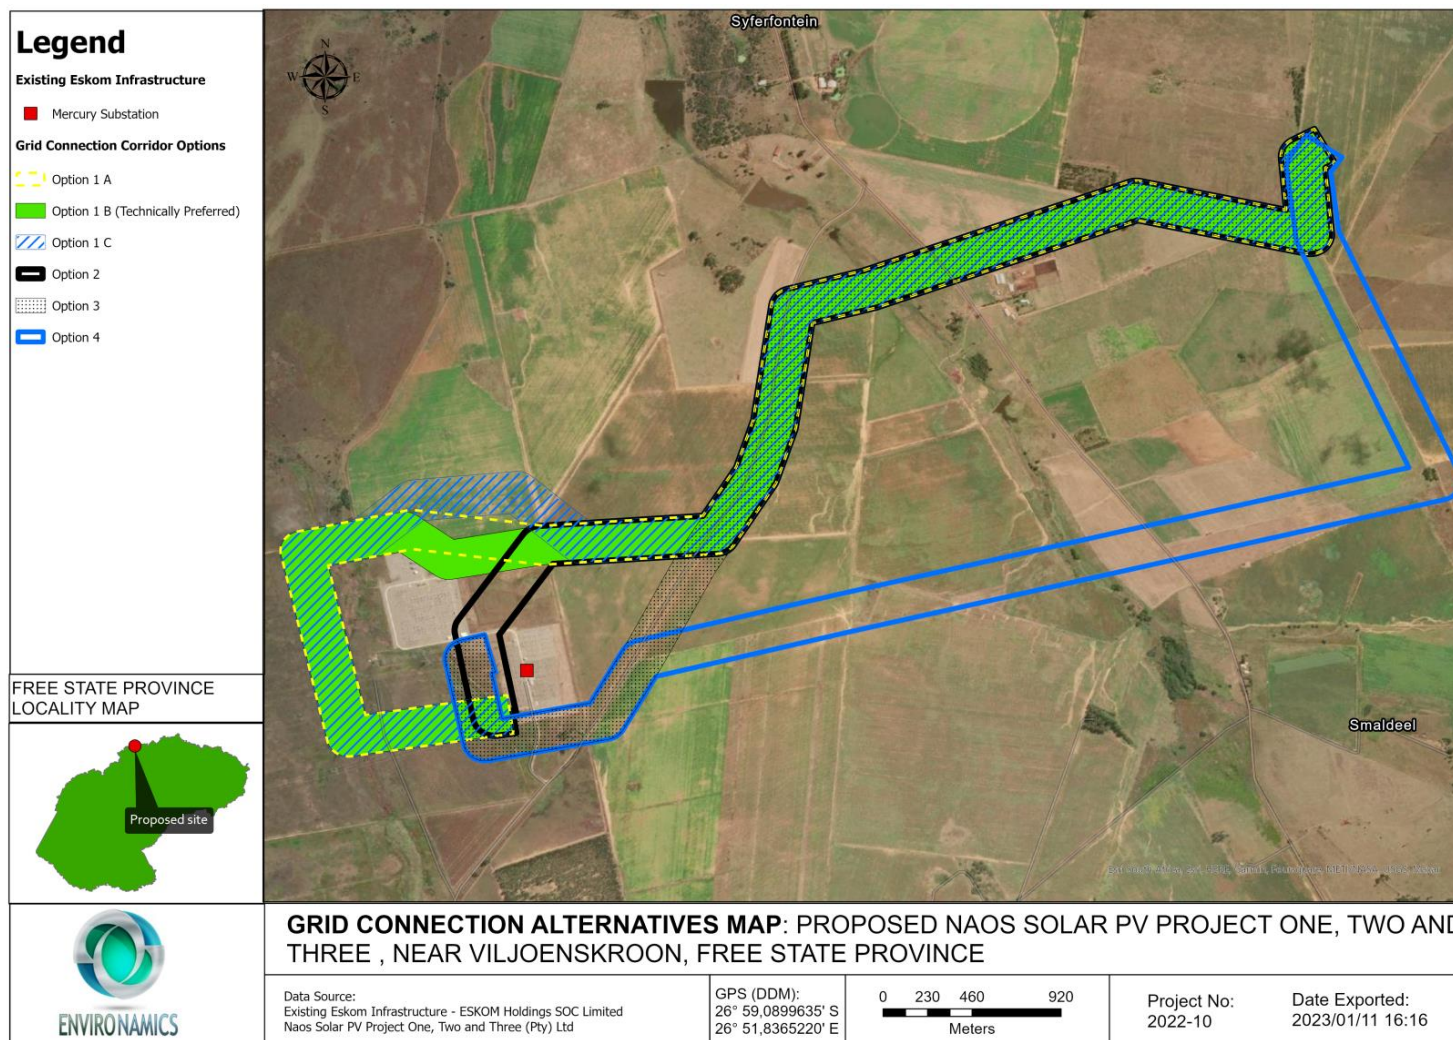 Legend
Existing Eskom Infrastructure
Mercury Substation
Grid Connection Corridor Options
Option 1 A
Option 1 B (Technically Preferred)
Option 1 C
Option 2
Option 3
Option 4
N
W
E
S
Syferfontein
Smaldeel
FREE STATE PROVINCE
LOCALITY MAP
Proposed site
ENVIRONAMICS
GRID CONNECTION ALTERNATIVES MAP: PROPOSED NAOS SOLAR PV PROJECT ONE, TWO AND
THREE , NEAR VILJOENSKROON, FREE STATE PROVINCE
Data Source:
Existing Eskom Infrastructure - ESKOM Holdings SOC Limited
Naos Solar PV Project One, Two and Three (Pty) Ltd
GPS (DDM):
26° 59,0899635' S
26° 51,8365220' E
0 230 460 920
Meters
Project No:
2022-10
Date Exported:
2023/01/11 16:16